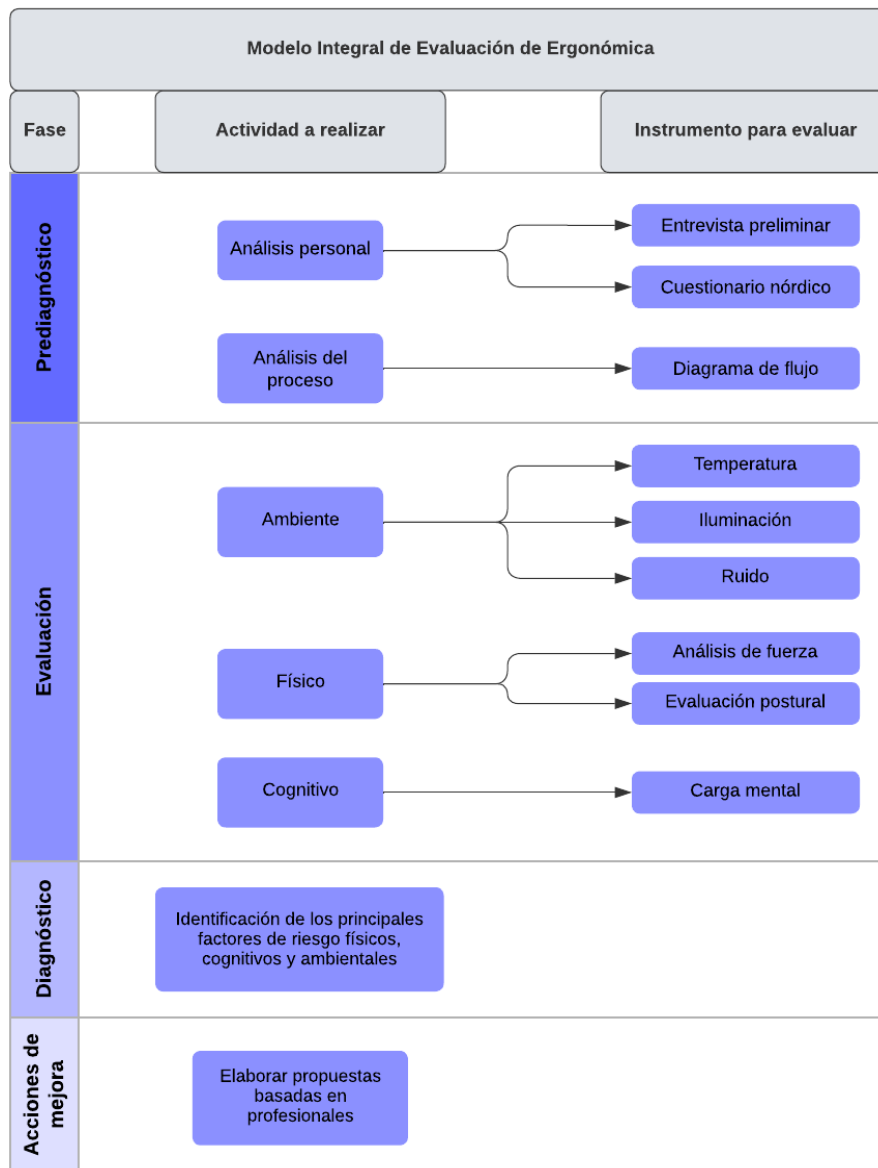 Modelo Integral de Evaluación de Ergonómica
Fase
Actividad a realizar
Instrumento para evaluar
Prediagnóstico
Análisis personal
Entrevista preliminar
Cuestionario nórdico
Análisis del
proceso
Diagrama de flujo
Evaluación
Ambiente
Temperatura
Iluminación
Ruido
Físico
Análisis de fuerza
Evaluación postural
Cognitivo
Carga mental
Diagnóstico
Identificación de los principales
factores de riesgo físicos,
cognitivos y ambientales
Acciones de
mejora
Elaborar propuestas
basadas en
profesionales